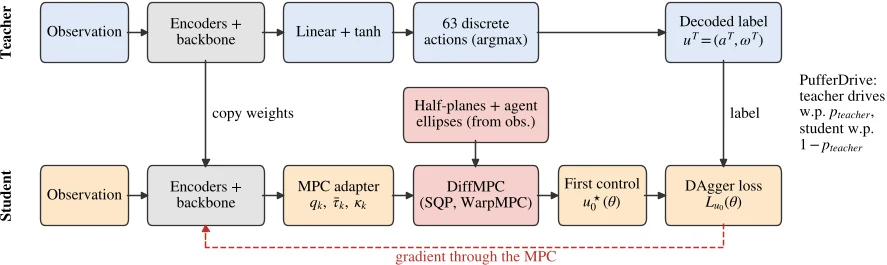 Teacher
Observation
Encoders +
backbone
Linear + tanh
63 discrete
actions (argmax)
Decoded label
u^T = (a^T, ω^T)
copy weights
Half-planes + agent
ellipses (from obs.)
label
PufferDrive:
teacher drives
w.p. p_teacher,
student w.p.
1 − p_teacher
Student
Observation
Encoders +
backbone
MPC adapter
q_k, τ̄_k, κ_k
DiffMPC
(SQP, WarpMPC)
First control
u_0^⋆(θ)
DAgger loss
L_{u_0}(θ)
gradient through the MPC